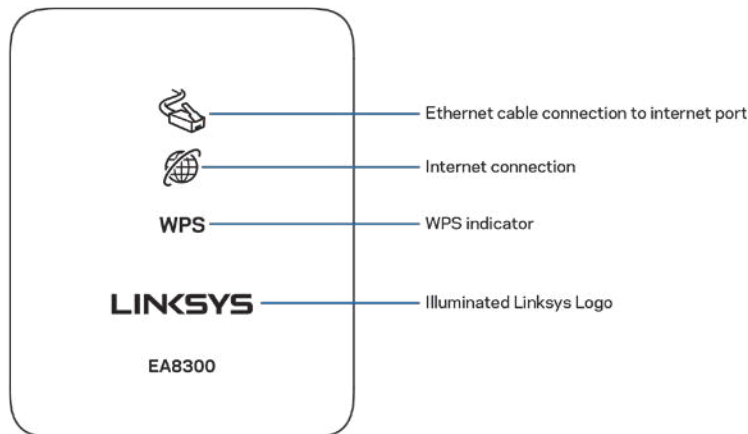 Ethernet cable connection to internet port
Internet connection
WPS WPS indicator
LINKSYS Illuminated Linksys Logo
EA8300